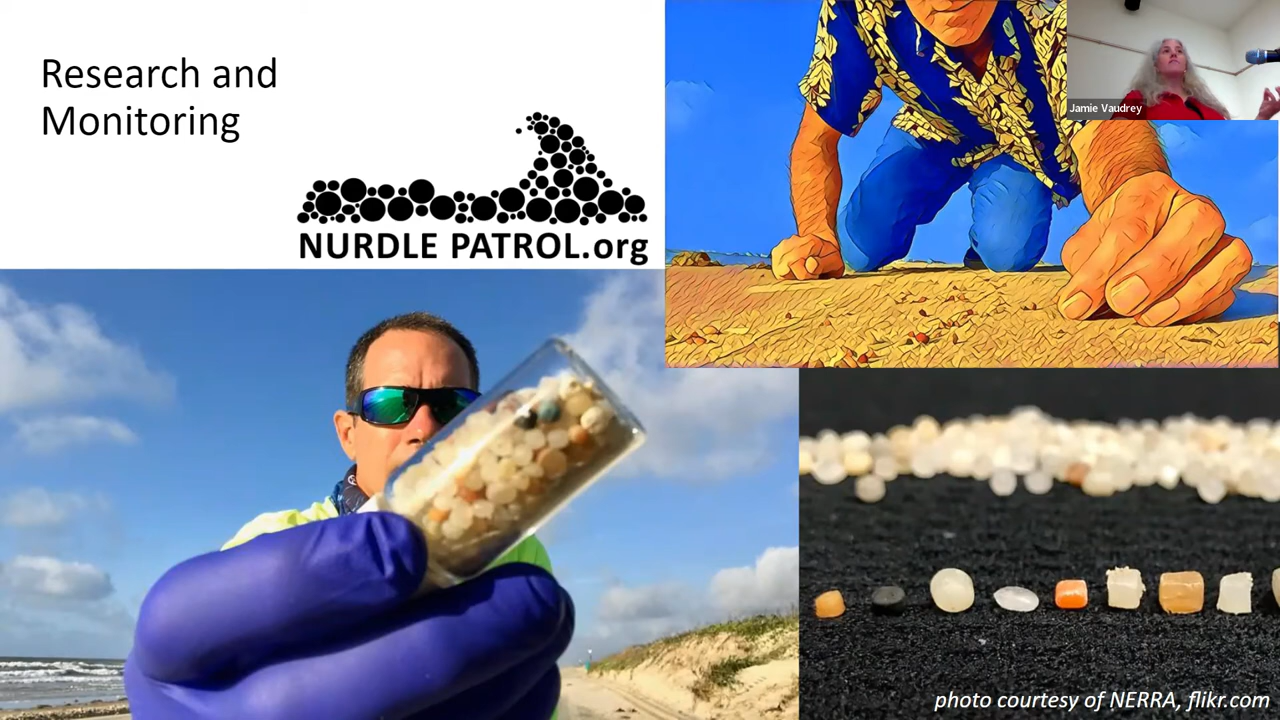 Research and
Monitoring
NURDLE PATROL.org
Jamie Vaudrey
photo courtesy of NERRA, flikr.com